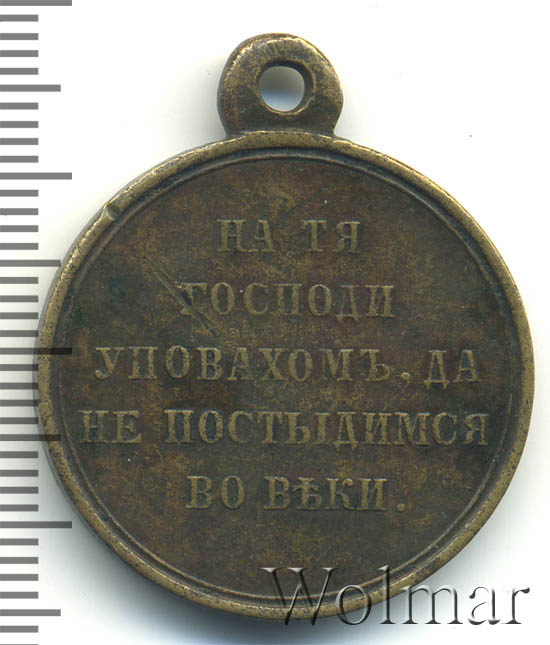 НА ТЯ
ГОСПОДИ
УПОВАХОМЪ, ДА
НЕ ПОСТЫДИМСЯ
ВО ВѢКИ.
Wolmar